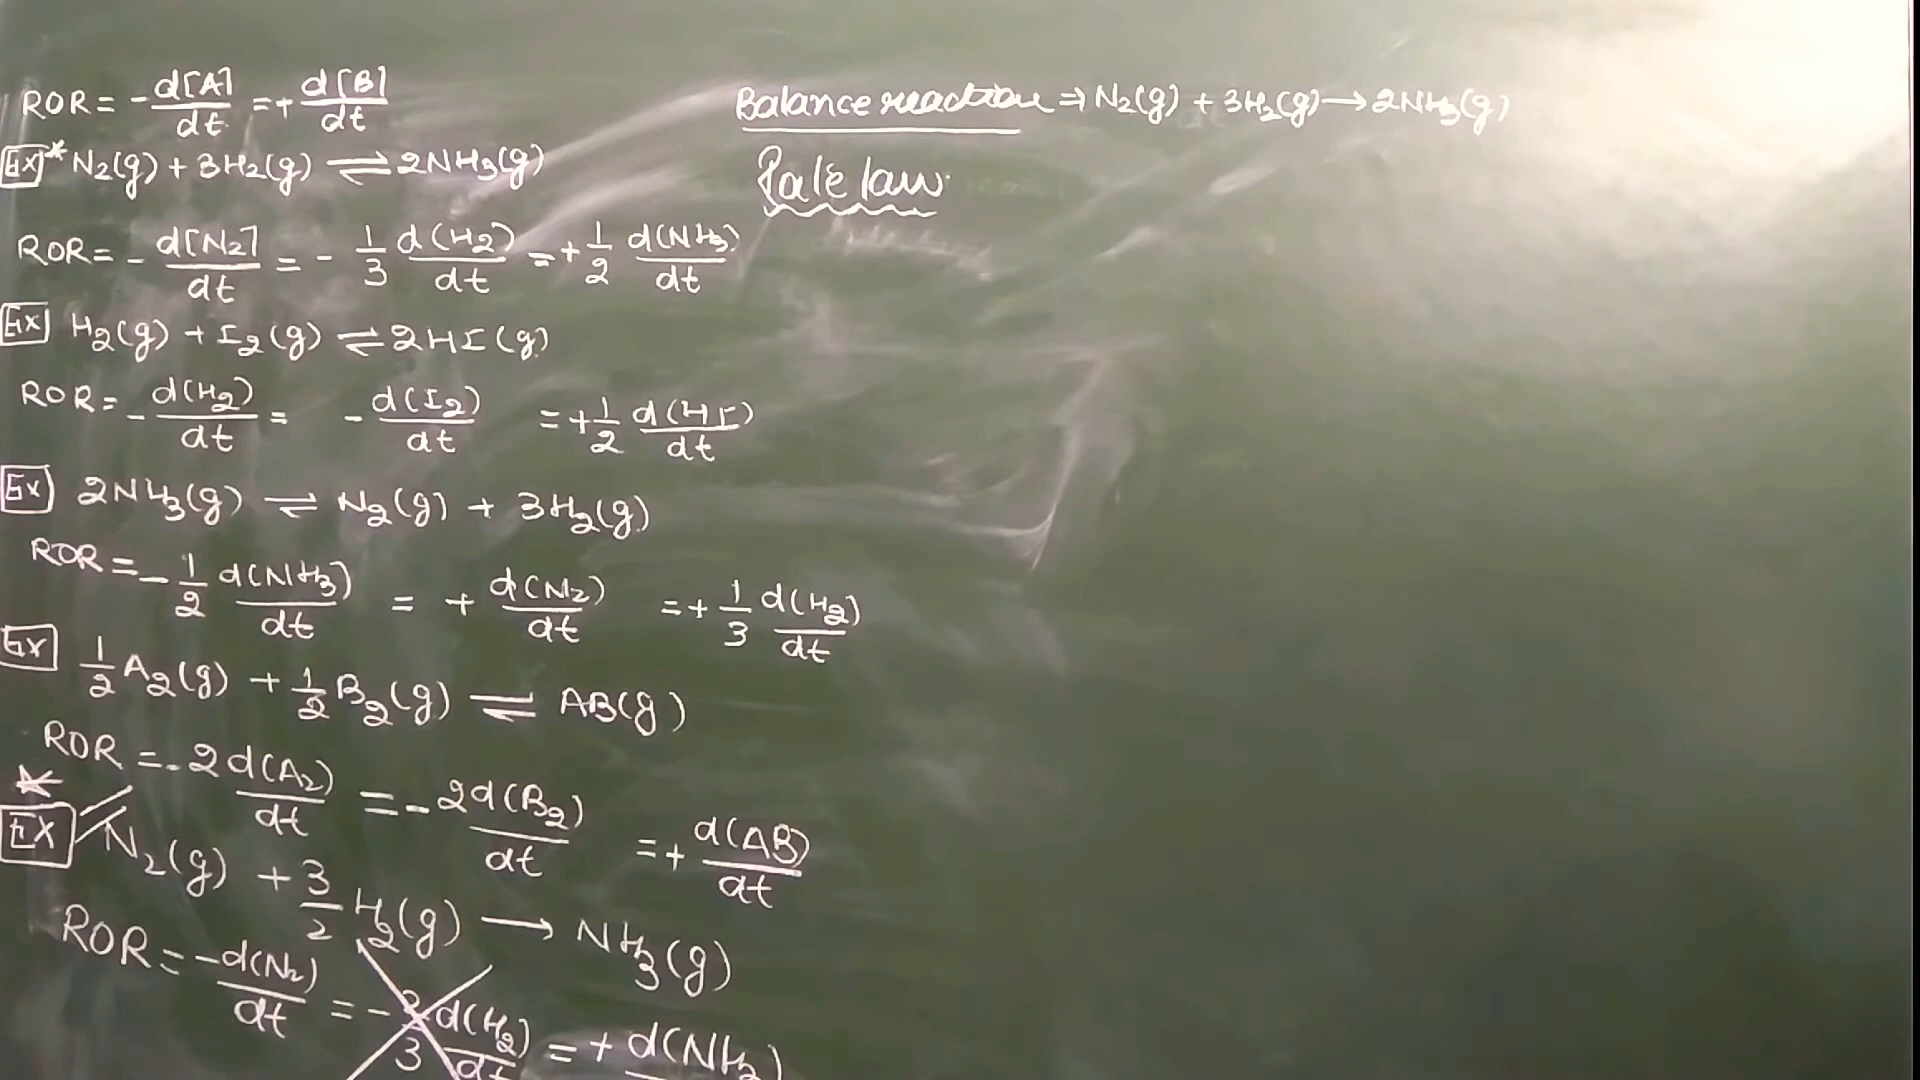 ROR = - d[A]/dt = + d[B]/dt
Ex * N₂(g) + 3H₂(g) ⇌ 2NH₃(g)
ROR = - d[N₂]/dt = - 1/3 d(H₂)/dt = + 1/2 d(NH₃)/dt
Ex H₂(g) + I₂(g) ⇌ 2HI(g)
ROR = - d(H₂)/dt = - d(I₂)/dt = + 1/2 d(HI)/dt
Ex 2NH₃(g) ⇌ N₂(g) + 3H₂(g)
ROR = - 1/2 d(NH₃)/dt = + d(N₂)/dt = + 1/3 d(H₂)/dt
Ex 1/2 A₂(g) + 1/2 B₂(g) ⇌ AB(g)
ROR = - 2d(A₂)/dt = - 2d(B₂)/dt = + d(AB)/dt
* Ex N₂(g) + 3/2 H₂(g) → NH₃(g)
ROR = - d(N₂)/dt = - 2/3 d(H₂)/dt = + d(NH₃)
Balance reaction ⇒ N₂(g) + 3H₂(g) → 2NH₃(g)
Rate law